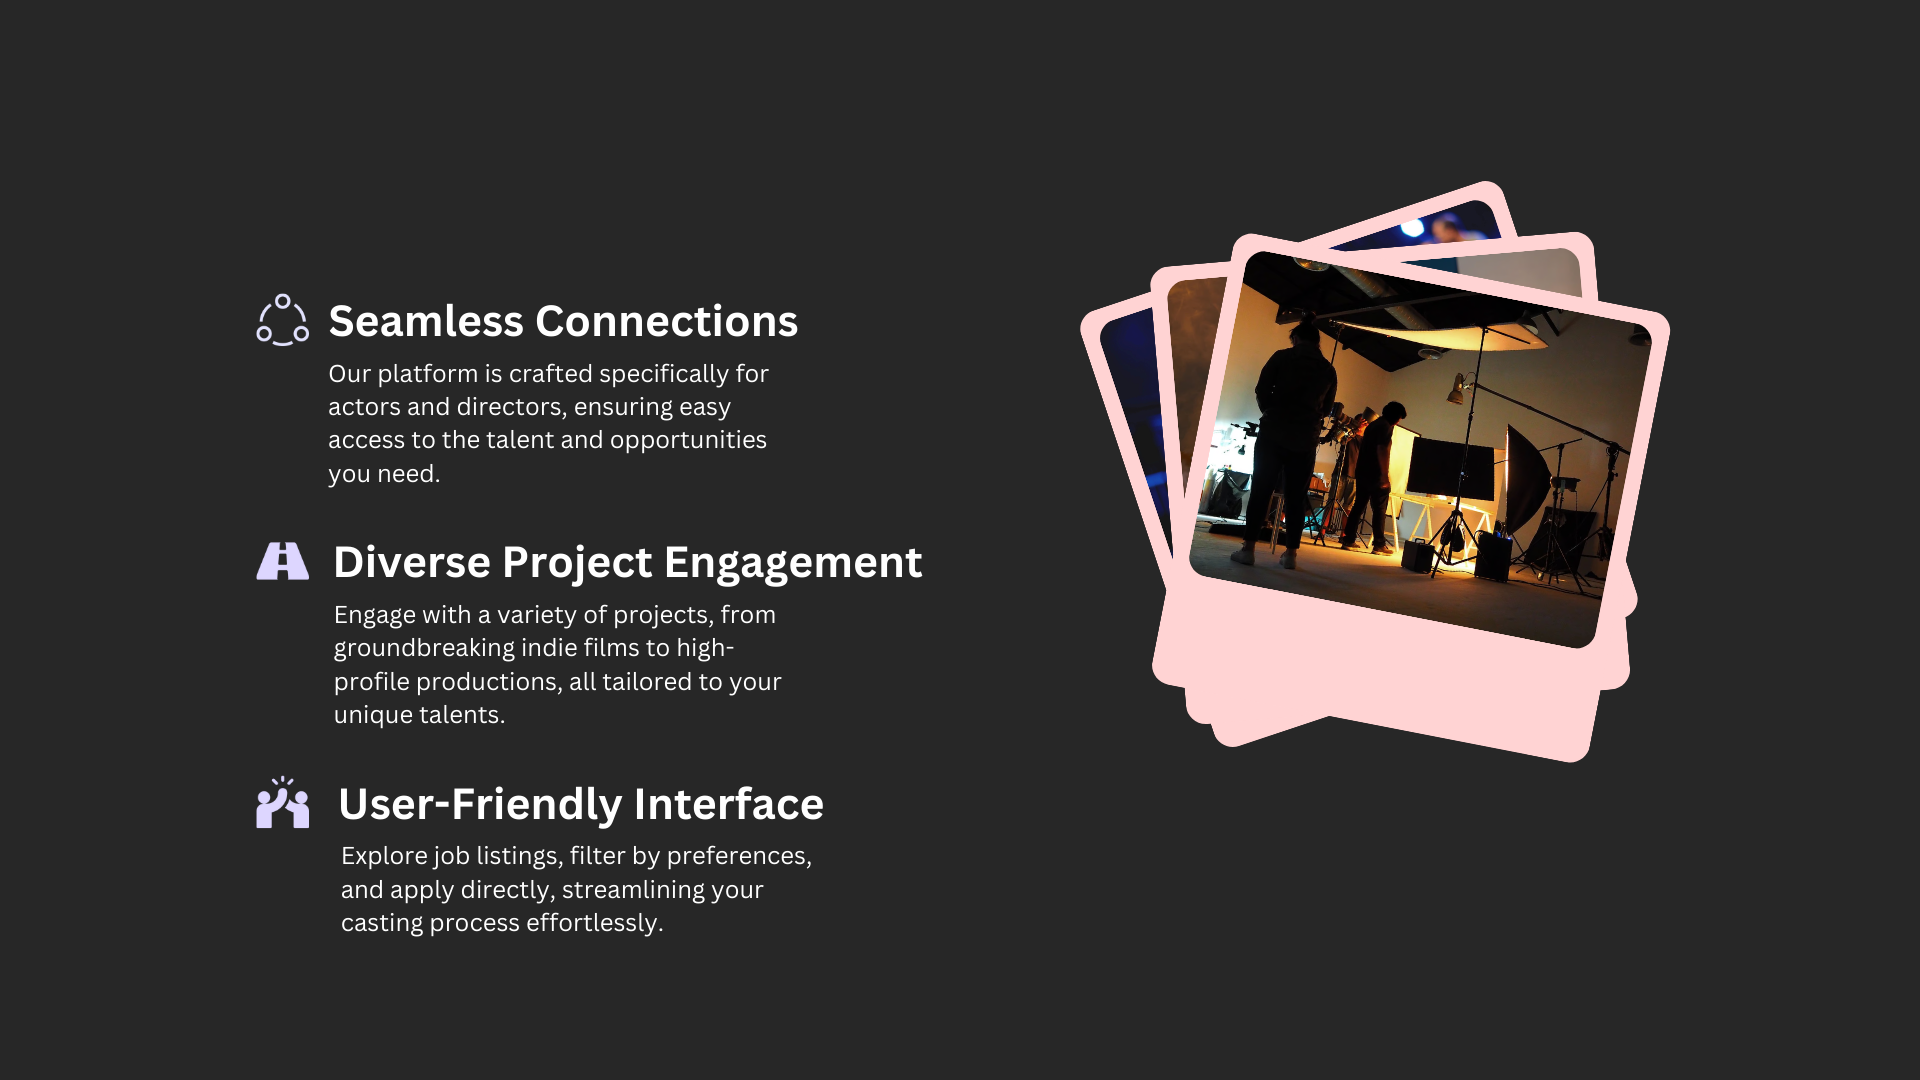 Seamless Connections
Our platform is crafted specifically for
actors and directors, ensuring easy
access to the talent and opportunities
you need.
Diverse Project Engagement
Engage with a variety of projects, from
groundbreaking indie films to high-
profile productions, all tailored to your
unique talents.
User-Friendly Interface
Explore job listings, filter by preferences,
and apply directly, streamlining your
casting process effortlessly.